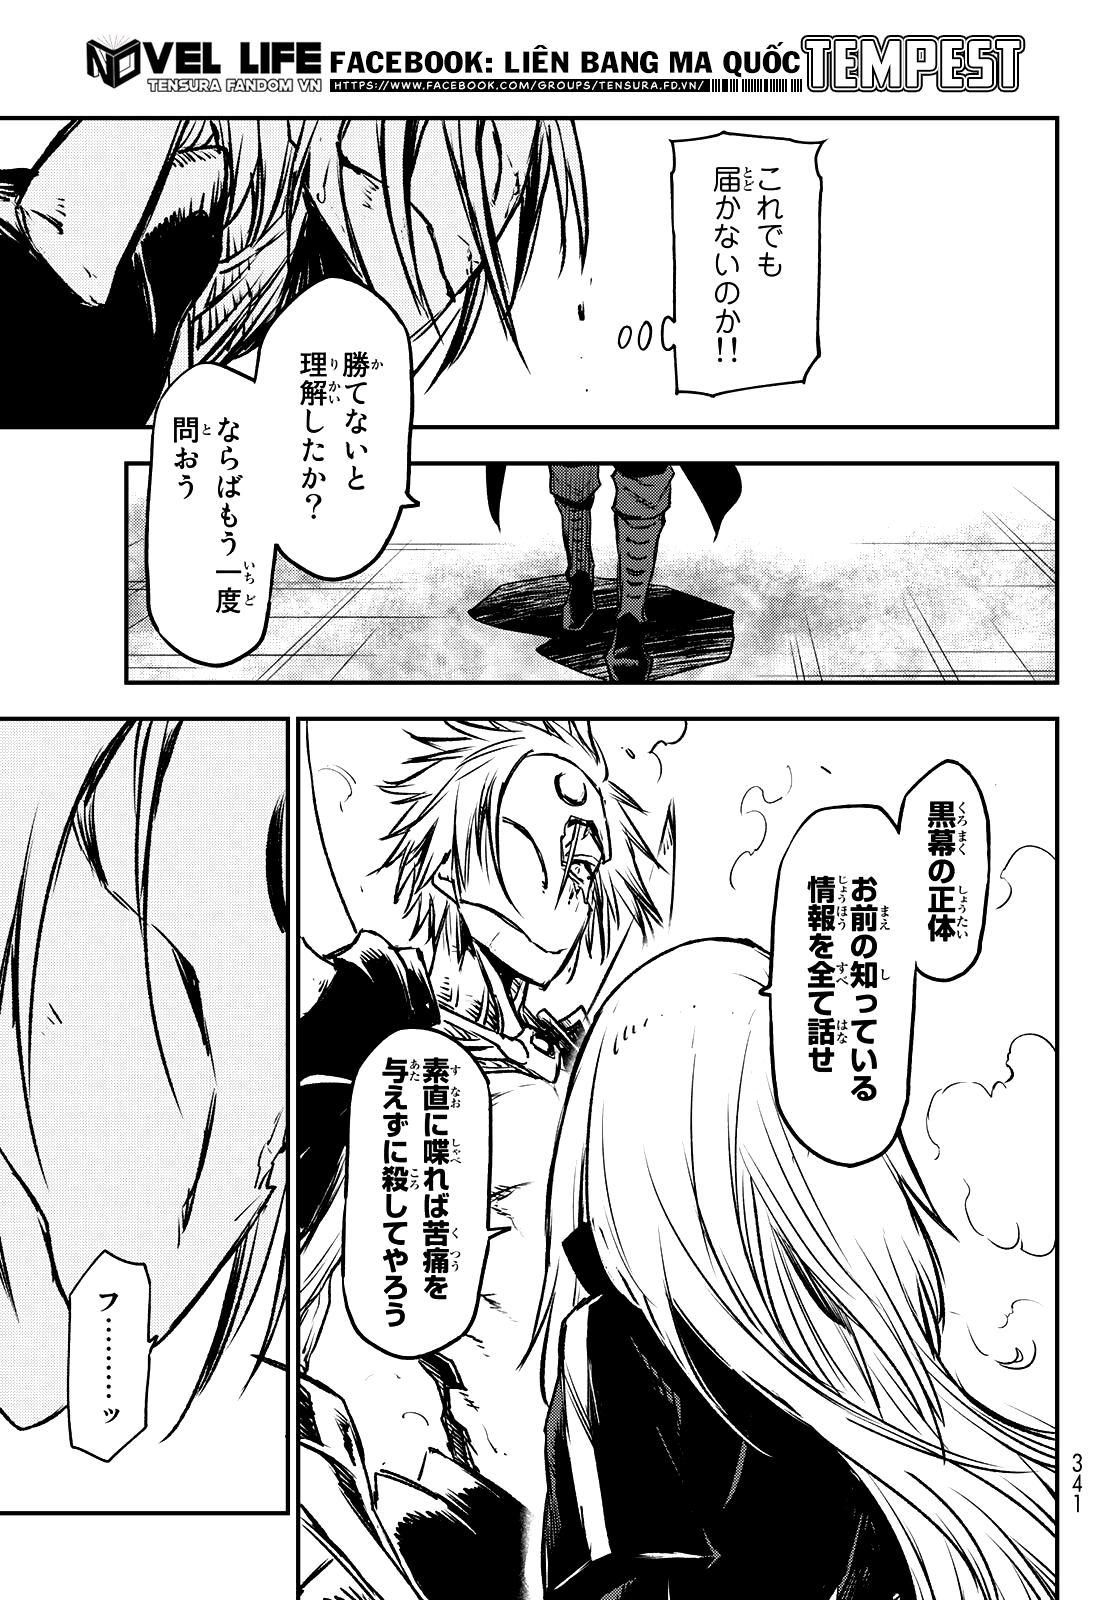 NOVEL LIFE
TENSURA FANDOM VN
FACEBOOK: LIÊN BANG MA QUỐC
HTTPS://WWW.FACEBOOK.COM/GROUPS/TENSURA.FD.VN/
TEMPEST
これでも
届かないのか!!
勝てないと
理解したか?
ならばもう一度
問おう
黒幕の正体
お前の知っている
情報を全て話せ
素直に喋れば苦痛を
与えずに殺してやろう
フ………ッ
341